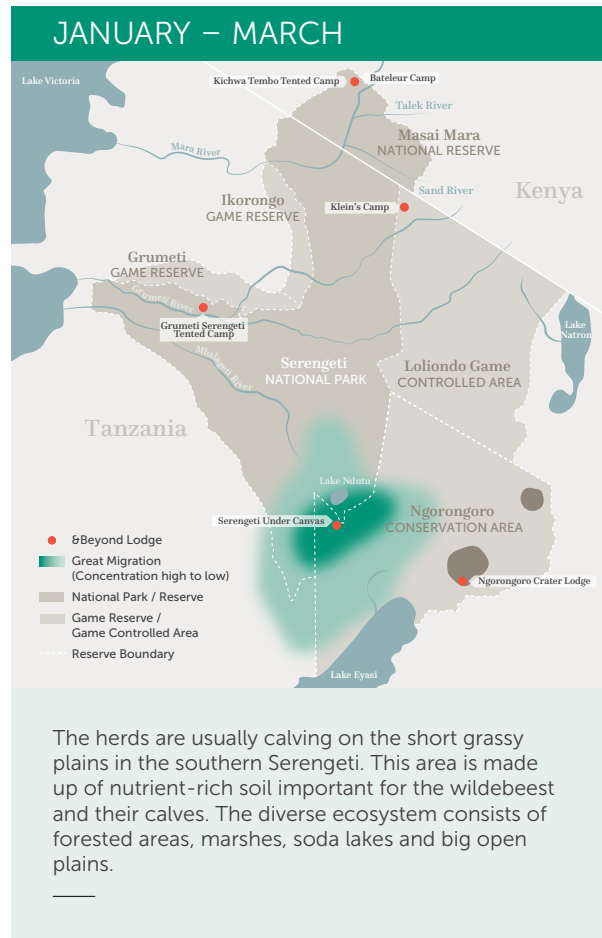 JANUARY – MARCH
Lake Victoria
Kichwa Tembo Tented Camp
Bateleur Camp
Talek River
Masai Mara
NATIONAL RESERVE
Mara River
Sand River
Kenya
Ikorongo
GAME RESERVE
Klein's Camp
Grumeti
GAME RESERVE
Grumeti River
Grumeti Serengeti
Tented Camp
Mbalageti River
Lake
Natron
Serengeti
NATIONAL PARK
Loliondo Game
CONTROLLED AREA
Tanzania
Lake Ndutu
Serengeti Under Canvas
Ngorongoro
CONSERVATION AREA
Ngorongoro Crater Lodge
Lake Eyasi
&Beyond Lodge
Great Migration
(Concentration high to low)
National Park / Reserve
Game Reserve /
Game Controlled Area
Reserve Boundary
The herds are usually calving on the short grassy
plains in the southern Serengeti. This area is made
up of nutrient-rich soil important for the wildebeest
and their calves. The diverse ecosystem consists of
forested areas, marshes, soda lakes and big open
plains.